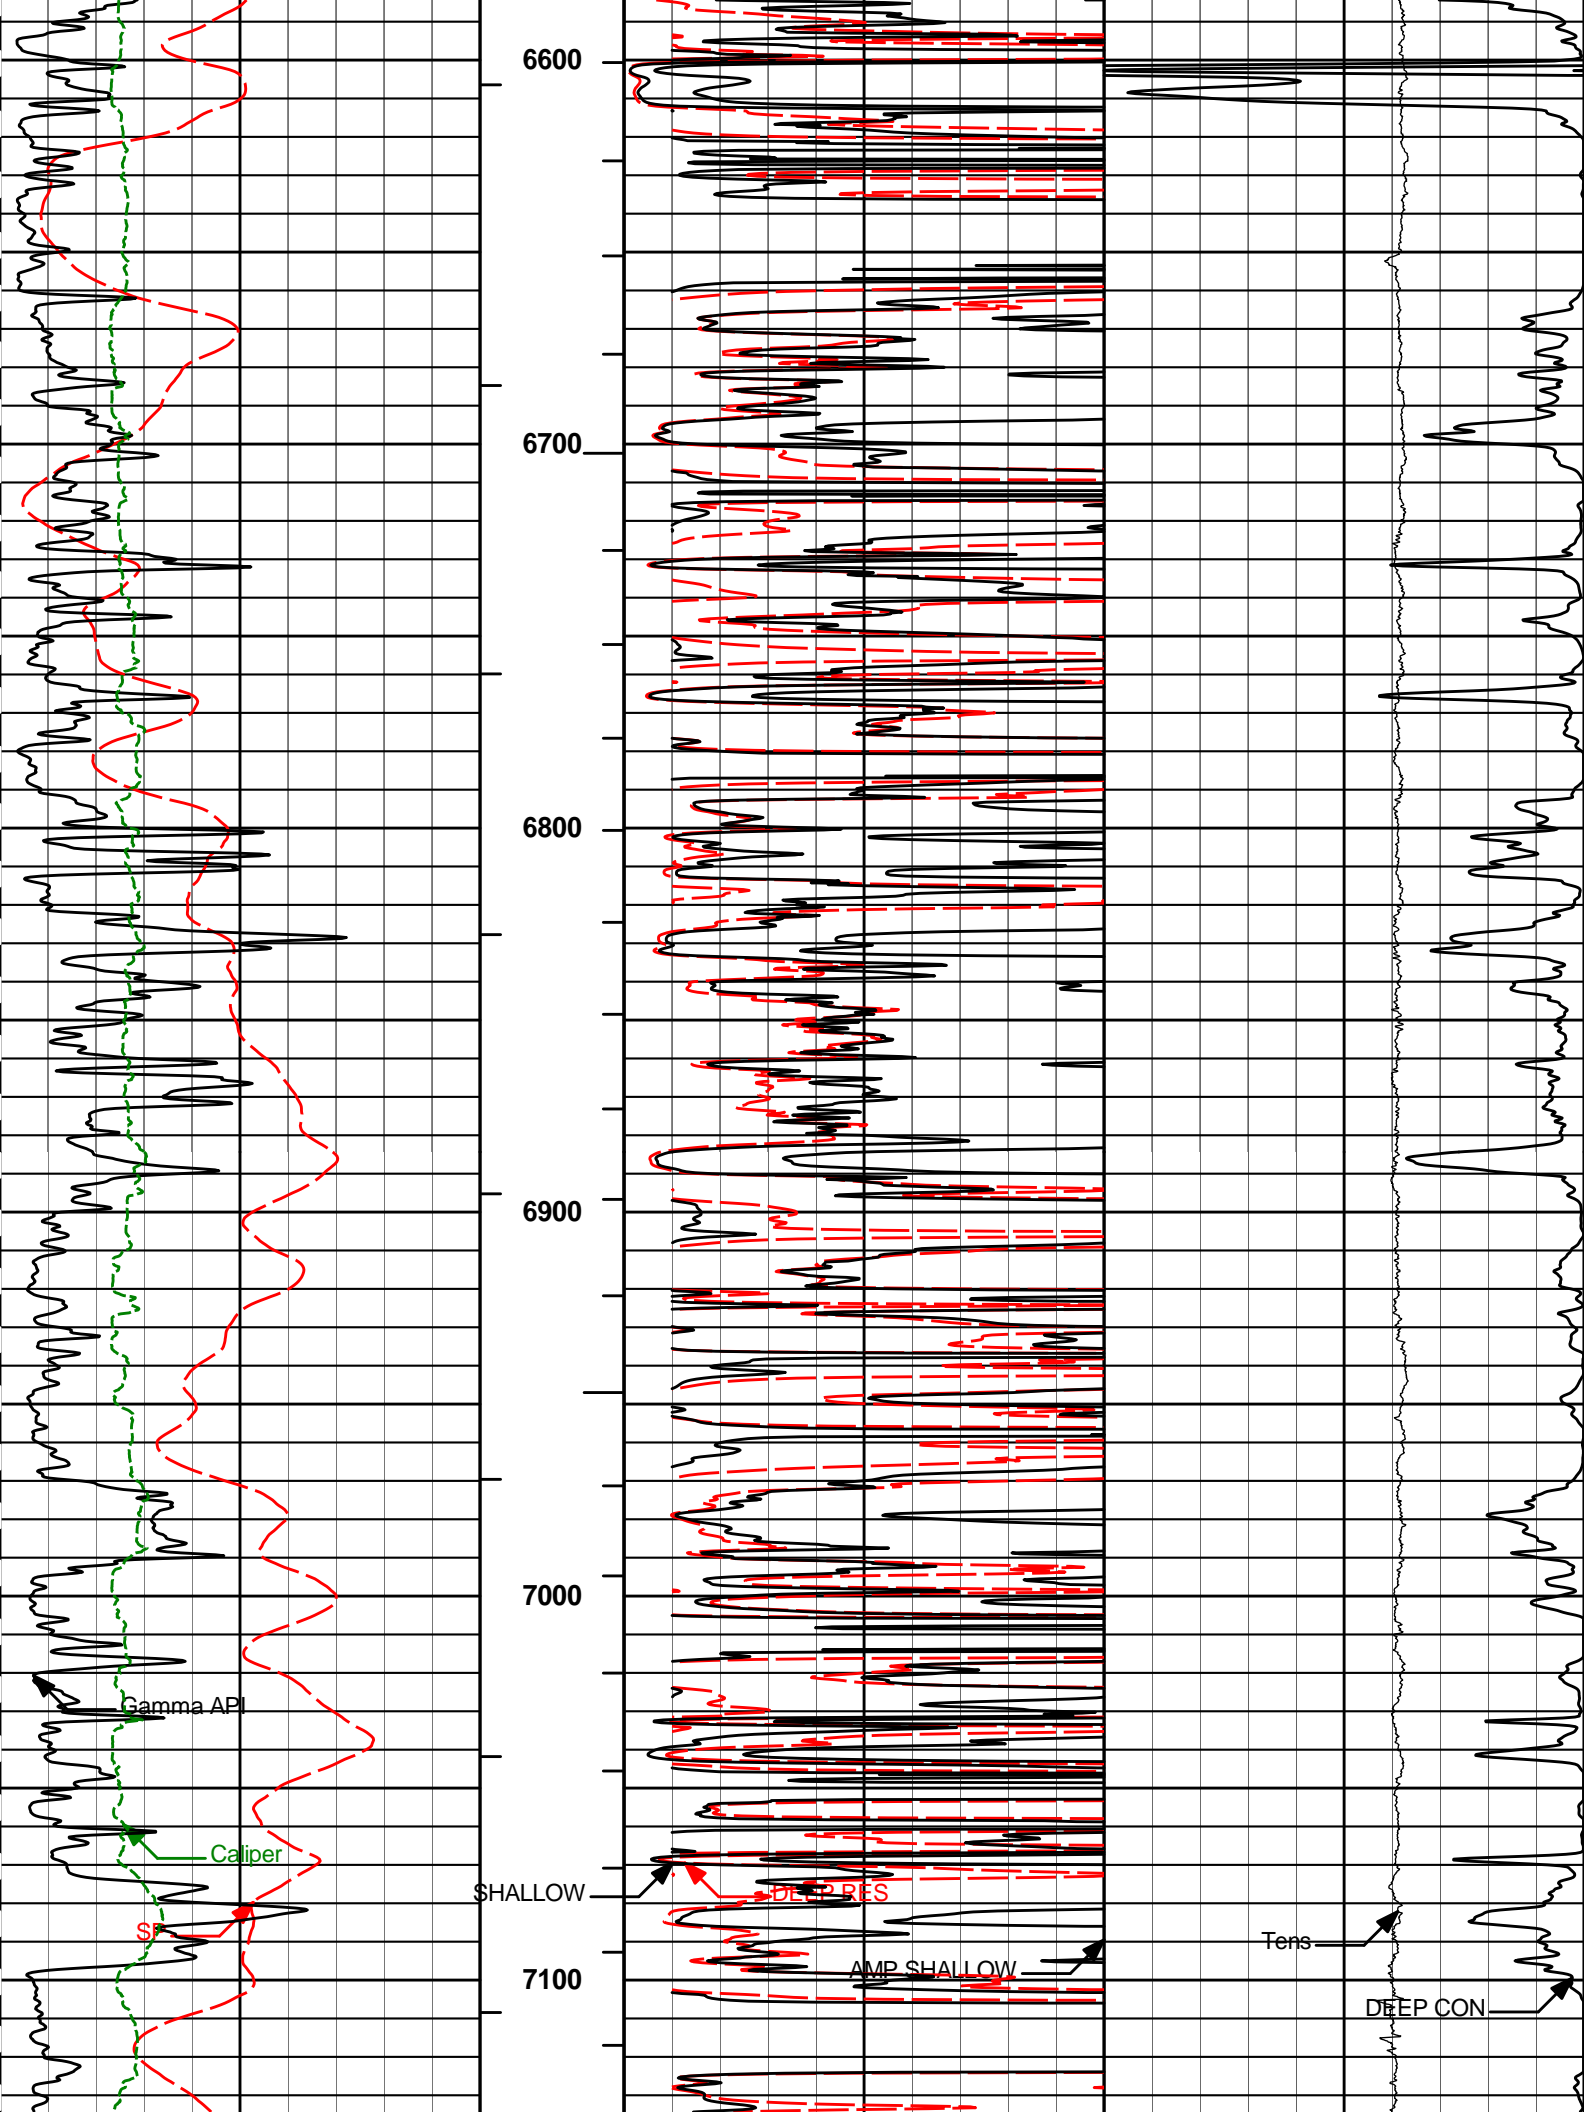 6600
6700
6800
6900
7000
Gamma API
Caliper
SHALLOW
DEEP RES
SP
Tens
AMP SHALLOW
7100
DEEP CON